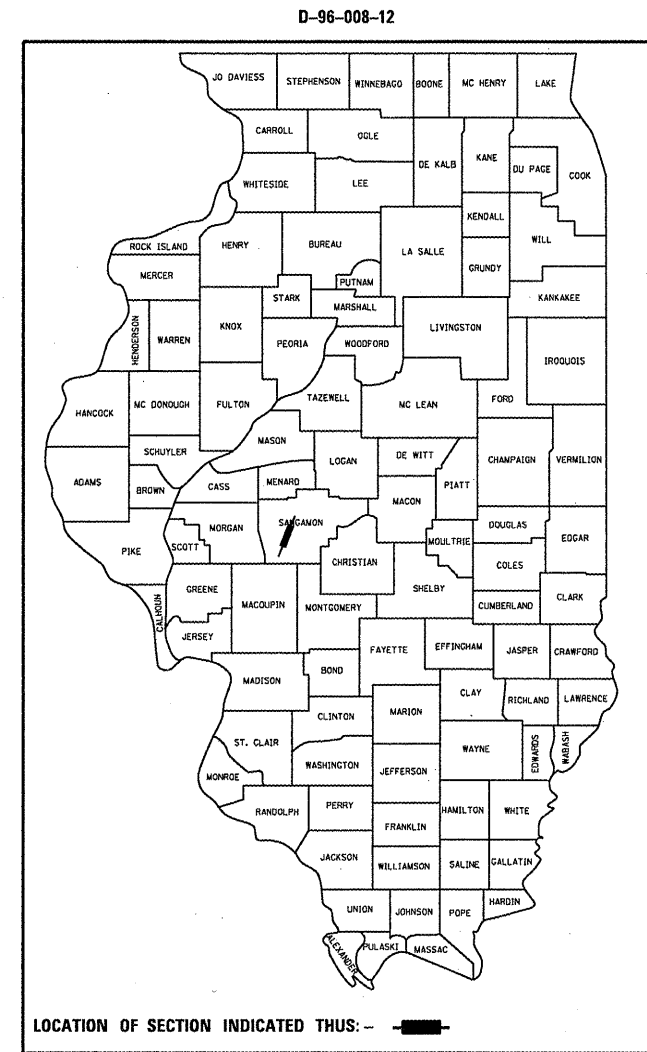 D-96-008-12
JO DAVIESS
STEPHENSON
WINNEBAGO
BOONE
MC HENRY
LAKE
CARROLL
OGLE
DE KALB
KANE
DU PAGE
COOK
WHITESIDE
LEE
KENDALL
WILL
ROCK ISLAND
HENRY
BUREAU
LA SALLE
GRUNDY
MERCER
PUTNAM
KANKAKEE
STARK
MARSHALL
HENDERSON
WARREN
KNOX
PEORIA
WOODFORD
LIVINGSTON
IROQUOIS
HANCOCK
MC DONOUGH
FULTON
TAZEWELL
MC LEAN
FORD
MASON
SCHUYLER
LOGAN
DE WITT
CHAMPAIGN
VERMILION
ADAMS
BROWN
CASS
MENARD
MACON
PIATT
MORGAN
SANGAMON
DOUGLAS
EDGAR
PIKE
SCOTT
CHRISTIAN
MOULTRIE
COLES
CALHOUN
GREENE
MACOUPIN
MONTGOMERY
SHELBY
CUMBERLAND
CLARK
JERSEY
FAYETTE
EFFINGHAM
JASPER
CRAWFORD
MADISON
BOND
CLAY
RICHLAND
LAWRENCE
CLINTON
MARION
ST. CLAIR
WAYNE
EDWARDS
WABASH
WASHINGTON
JEFFERSON
MONROE
RANDOLPH
PERRY
HAMILTON
WHITE
FRANKLIN
JACKSON
WILLIAMSON
SALINE
GALLATIN
UNION
JOHNSON
POPE
HARDIN
ALEXANDER
PULASKI
MASSAC
LOCATION OF SECTION INDICATED THUS: -